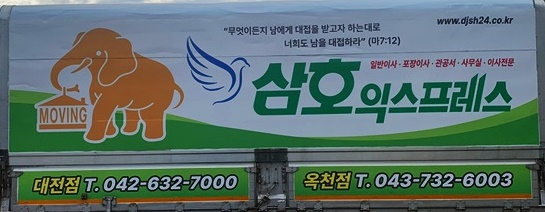 "무엇이든지 남에게 대접을 받고자 하는대로
너희도 남을 대접하라" (마7:12)
www.djsh24.co.kr
MOVING
일반이사 · 포장이사 · 관공서 · 사무실 · 이사전문
삼호익스프레스
대전점 T. 042-632-7000
옥천점 T. 043-732-6003